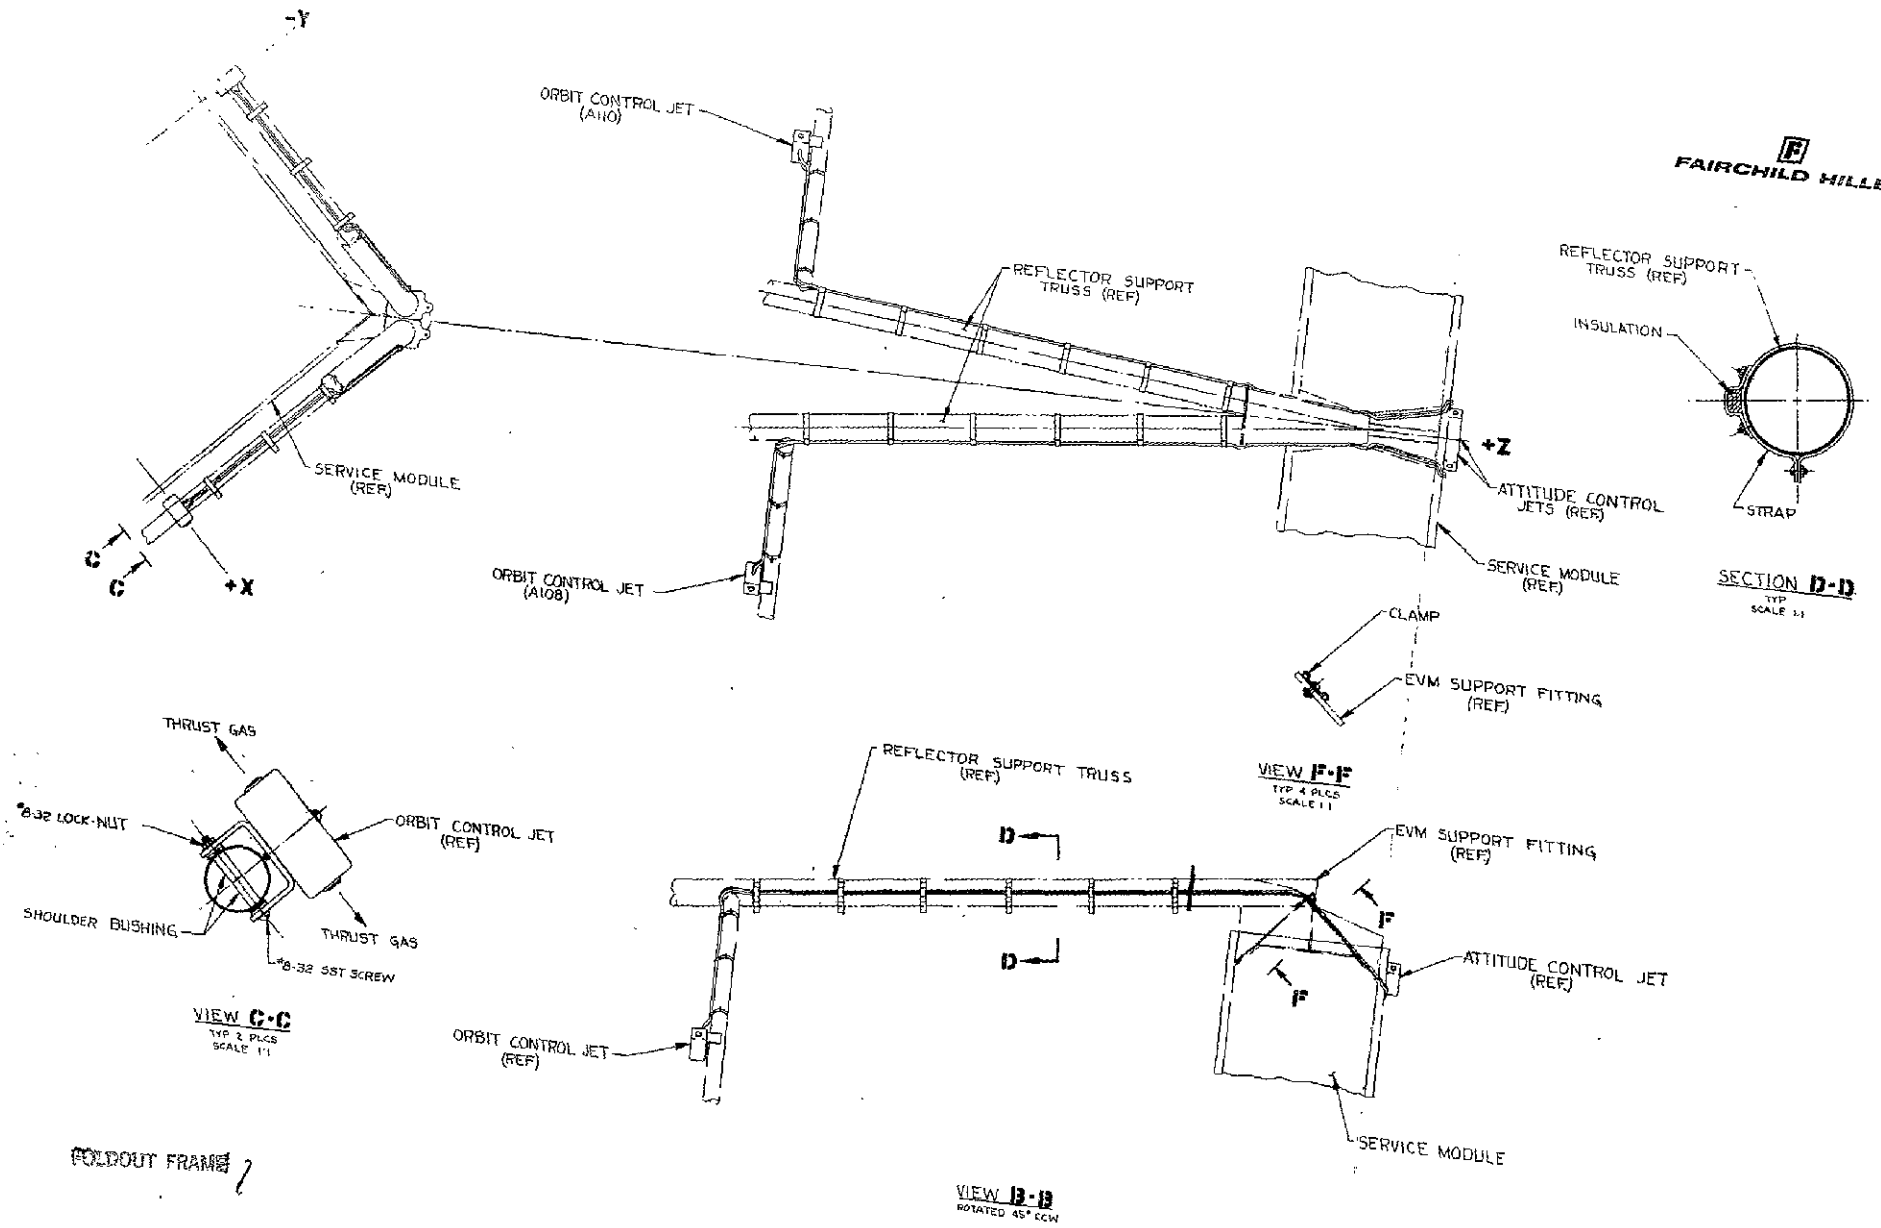 -Y
ORBIT CONTROL JET
(A110)
F
FAIRCHILD HILLE
REFLECTOR SUPPORT
TRUSS (REF)
REFLECTOR SUPPORT
TRUSS (REF)
INSULATION
+Z
SERVICE MODULE
(REF)
ATTITUDE CONTROL
JETS (REF)
STRAP
C
C
+X
ORBIT CONTROL JET
(A108)
SERVICE MODULE
(REF)
SECTION D-D
TYP
SCALE 1:1
CLAMP
EVM SUPPORT FITTING
(REF)
THRUST GAS
REFLECTOR SUPPORT TRUSS
(REF)
VIEW F-F
TYP 4 PLCS
SCALE 1:1
#8-32 LOCK-NUT
ORBIT CONTROL JET
(REF)
D
EVM SUPPORT FITTING
(REF)
SHOULDER BUSHING
THRUST GAS
#8-32 SST SCREW
F
D
F
ATTITUDE CONTROL JET
(REF)
VIEW C-C
TYP 2 PLCS
SCALE 1:1
ORBIT CONTROL JET
(REF)
SERVICE MODULE
FOLDOUT FRAME
VIEW B-B
ROTATED 45° CCW